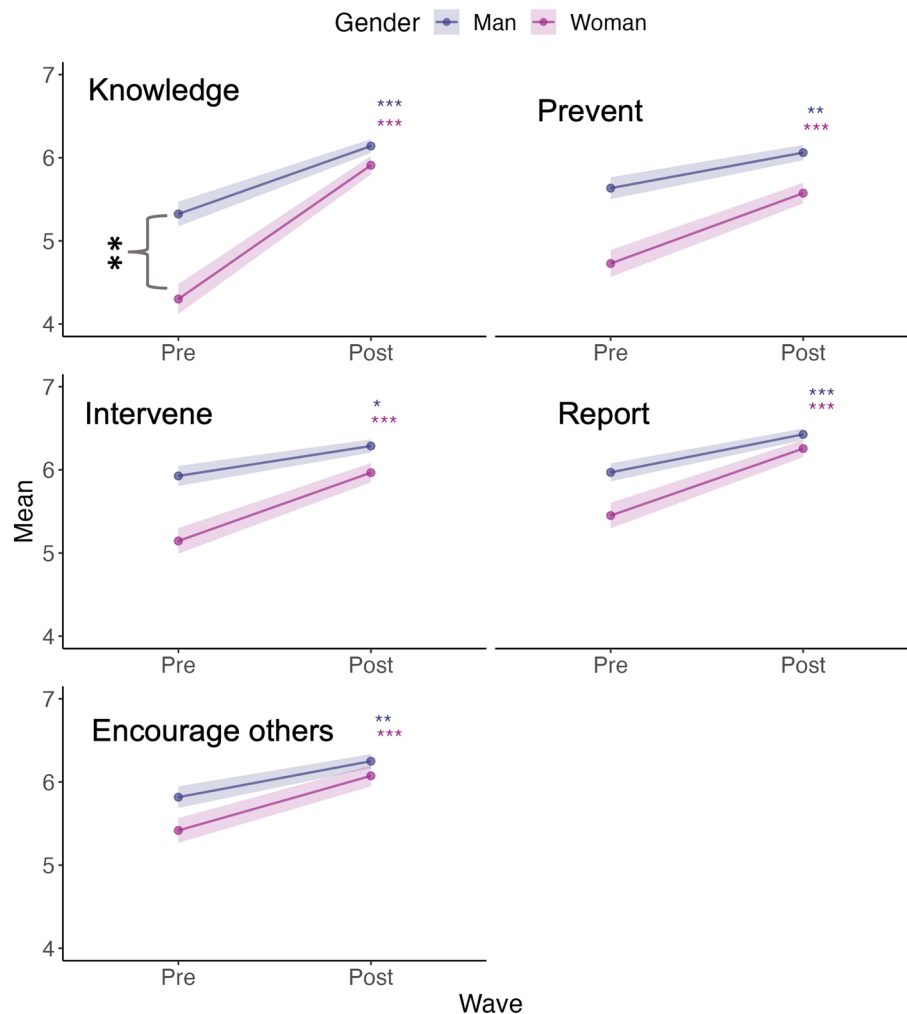 Gender Man Woman
Knowledge
***
***
**
7
6
5
4
Pre Post
Prevent
**
***
Pre Post
Intervene
*
***
7
6
5
4
Pre Post
Report
***
***
Pre Post
Encourage others
**
***
7
6
5
4
Pre Post
Mean
Wave